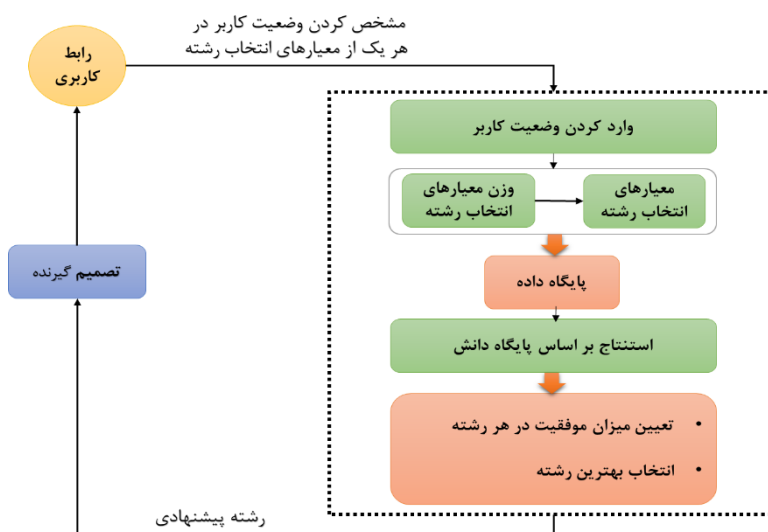 مشخص کردن وضعیت کاربر در
هر یک از معیارهای انتخاب رشته
رابط
کاربری
وارد کردن وضعیت کاربر
معیارهای
انتخاب رشته
وزن معیارهای
انتخاب رشته
پایگاه داده
تصمیم گیرنده
استنتاج بر اساس پایگاه دانش
• تعیین میزان موفقیت در هر رشته
• انتخاب بهترین رشته
رشته پیشنهادی